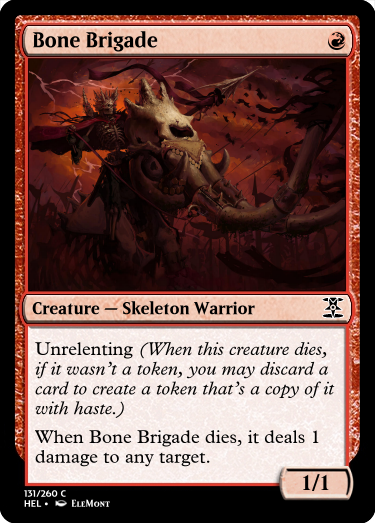 Bone Brigade
Creature — Skeleton Warrior
Unrelenting (When this creature dies,
if it wasn't a token, you may discard a
card to create a token that's a copy of it
with haste.)
When Bone Brigade dies, it deals 1
damage to any target.
1/1
131/260 C
HEL • EleMont